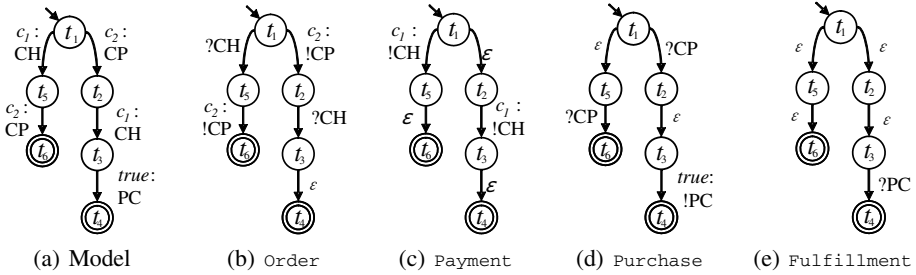 t1
c1 :
CH
c2 :
CP
t5
t2
c2 :
CP
c1 :
CH
t6
t3
true:
PC
t4
(a) Model
t1
?CH
c2 :
!CP
t5
t2
c2 :
!CP
?CH
t6
t3
ε
t4
(b) Order
t1
c1 :
!CH
ε
t5
t2
ε
c1 :
!CH
t6
t3
ε
t4
(c) Payment
t1
ε
?CP
t5
t2
?CP
ε
t6
t3
true:
!PC
t4
(d) Purchase
t1
ε
ε
t5
t2
ε
ε
t6
t3
?PC
t4
(e) Fulfillment